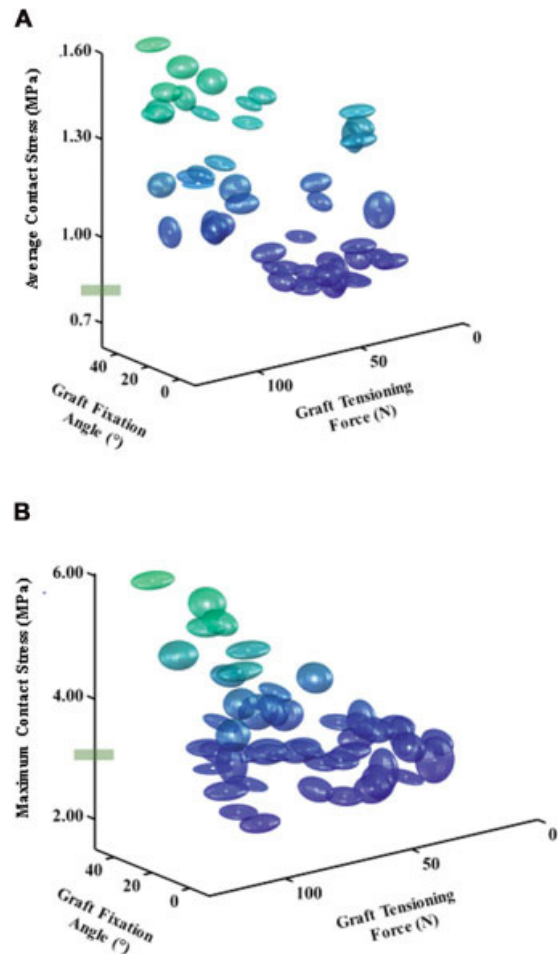 A
1.60
Average Contact Stress (MPa)
1.30
1.00
0.7
40
20
0
Graft Fixation
Angle (°)
100
50
0
Graft Tensioning
Force (N)
B
6.00
Maximum Contact Stress (MPa)
4.00
2.00
40
20
0
Graft Fixation
Angle (°)
100
50
0
Graft Tensioning
Force (N)